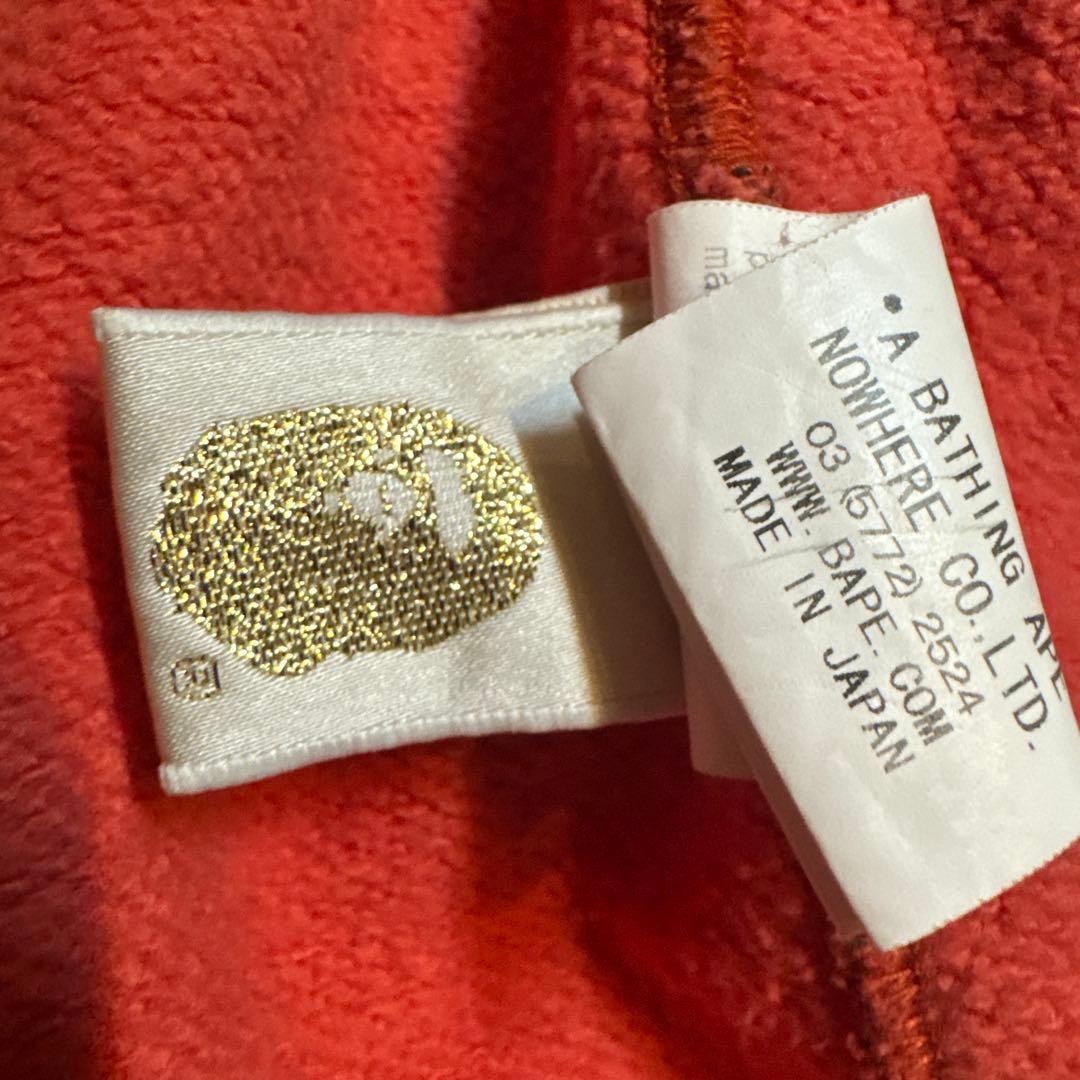 • A BATHING APE
NOWHERE CO., LTD.
03 (5772) 2524
WWW. BAPE. COM
MADE IN JAPAN